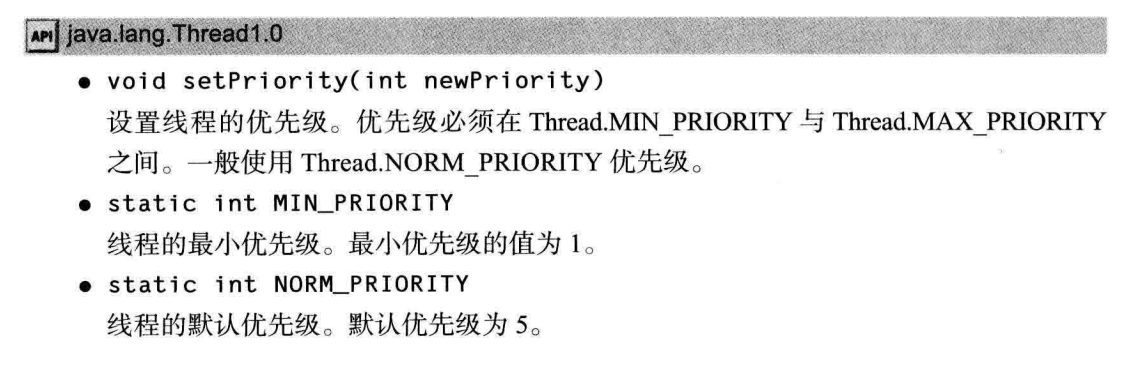 API java.lang.Thread1.0
● void setPriority(int newPriority)
设置线程的优先级。优先级必须在 Thread.MIN_PRIORITY 与 Thread.MAX_PRIORITY
之间。一般使用 Thread.NORM_PRIORITY 优先级。
● static int MIN_PRIORITY
线程的最小优先级。最小优先级的值为 1。
● static int NORM_PRIORITY
线程的默认优先级。默认优先级为 5。